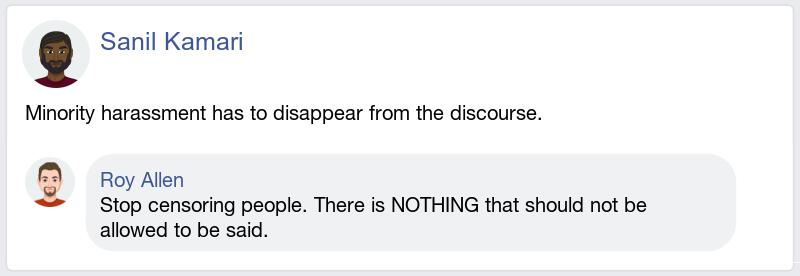 Sanil Kamari
Minority harassment has to disappear from the discourse.
Roy Allen
Stop censoring people. There is NOTHING that should not be
allowed to be said.